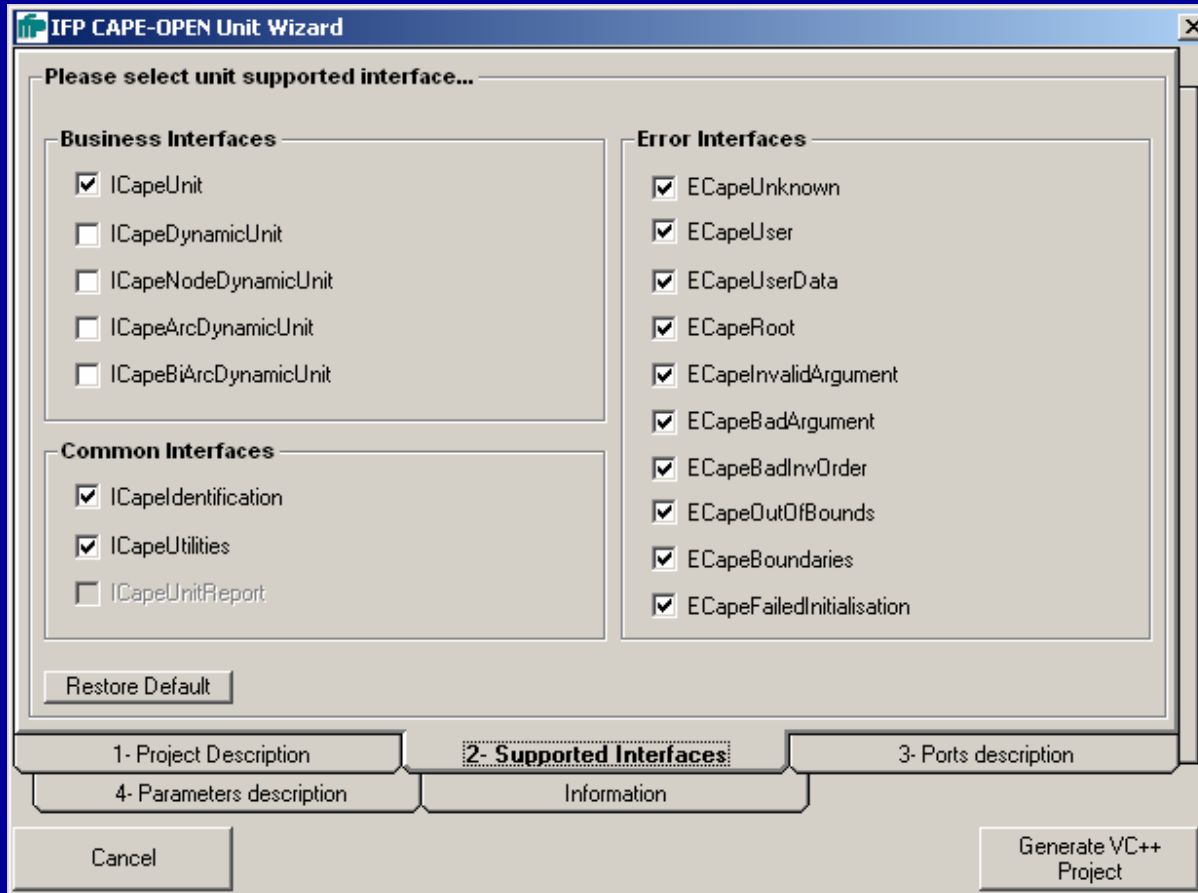 IFP CAPE-OPEN Unit Wizard
Please select unit supported interface...
Business Interfaces
ICapeUnit
ICapeDynamicUnit
ICapeNodeDynamicUnit
ICapeArcDynamicUnit
ICapeBiArcDynamicUnit
Common Interfaces
ICapeIdentification
ICapeUtilities
ICapeUnitReport
Error Interfaces
ECapeUnknown
ECapeUser
ECapeUserData
ECapeRoot
ECapeInvalidArgument
ECapeBadArgument
ECapeBadInvOrder
ECapeOutOfBounds
ECapeBoundaries
ECapeFailedInitialisation
Restore Default
1- Project Description
2- Supported Interfaces
3- Ports description
4- Parameters description
Information
Cancel
Generate VC++
Project